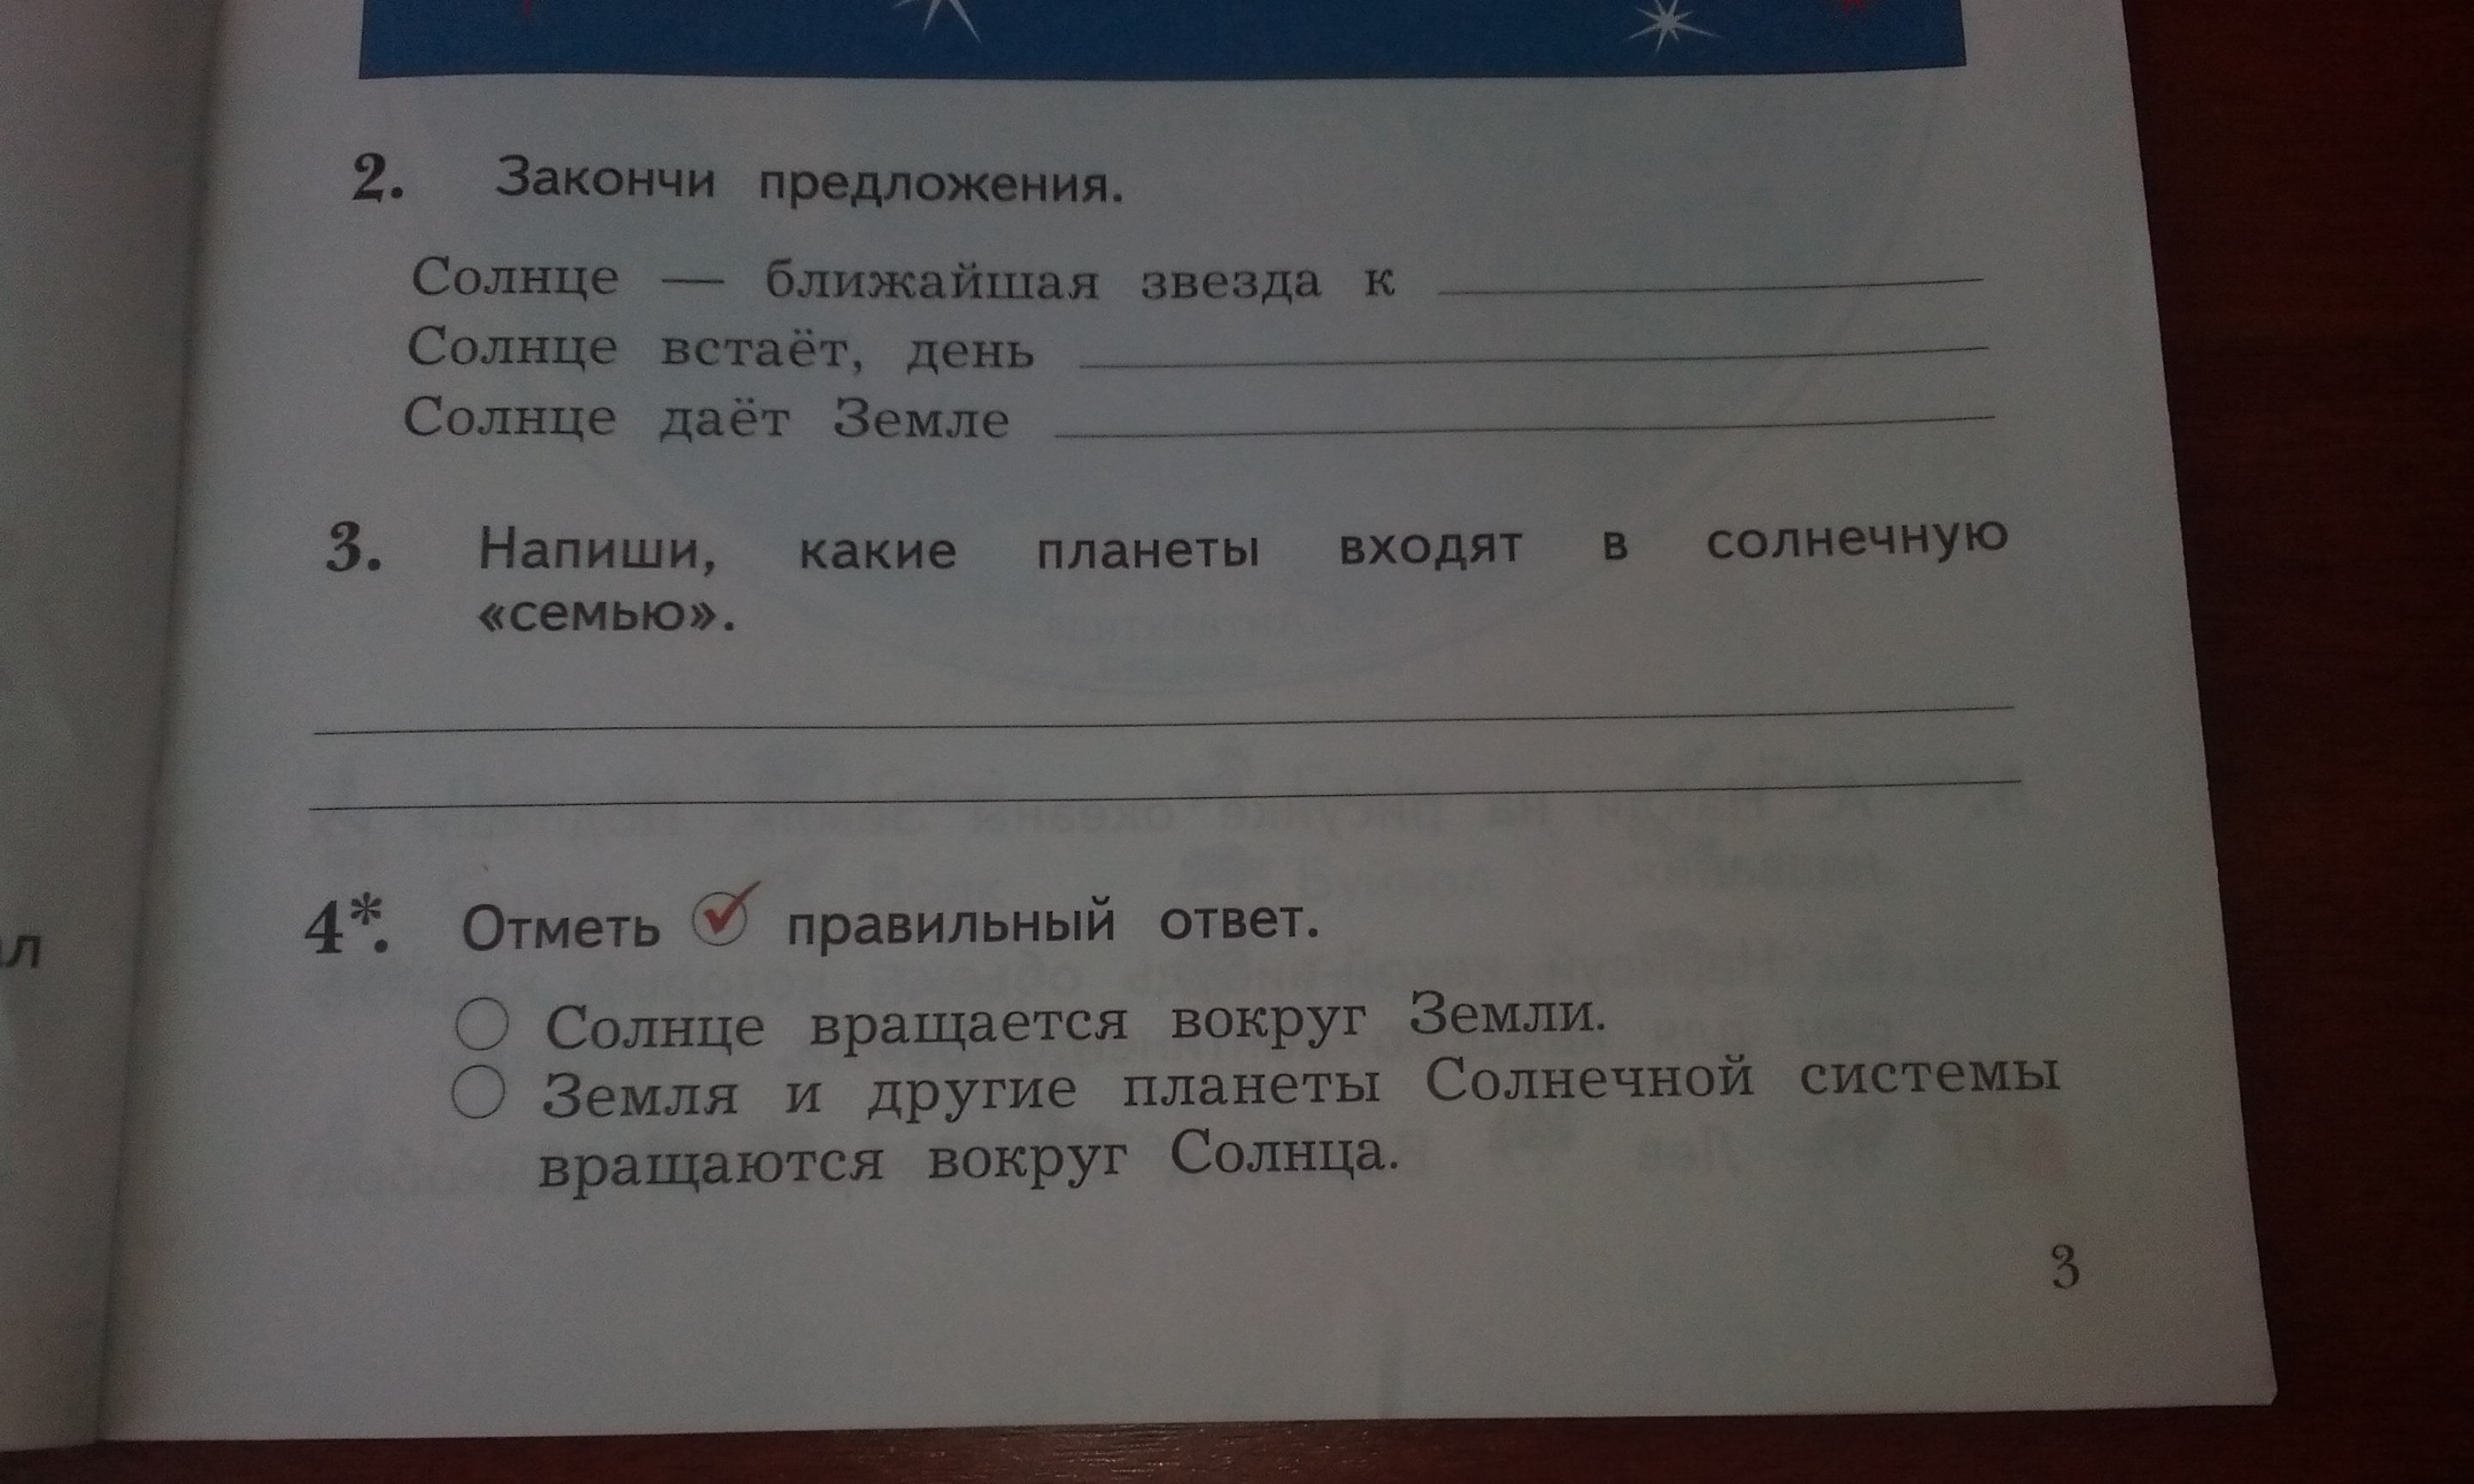 2. Закончи предложения.
Солнце — ближайшая звезда к
Солнце встаёт, день
Солнце даёт Земле
3. Напиши, какие планеты входят в солнечную
«семью».
4*. Отметь правильный ответ.
Солнце вращается вокруг Земли.
Земля и другие планеты Солнечной системы
вращаются вокруг Солнца.
3